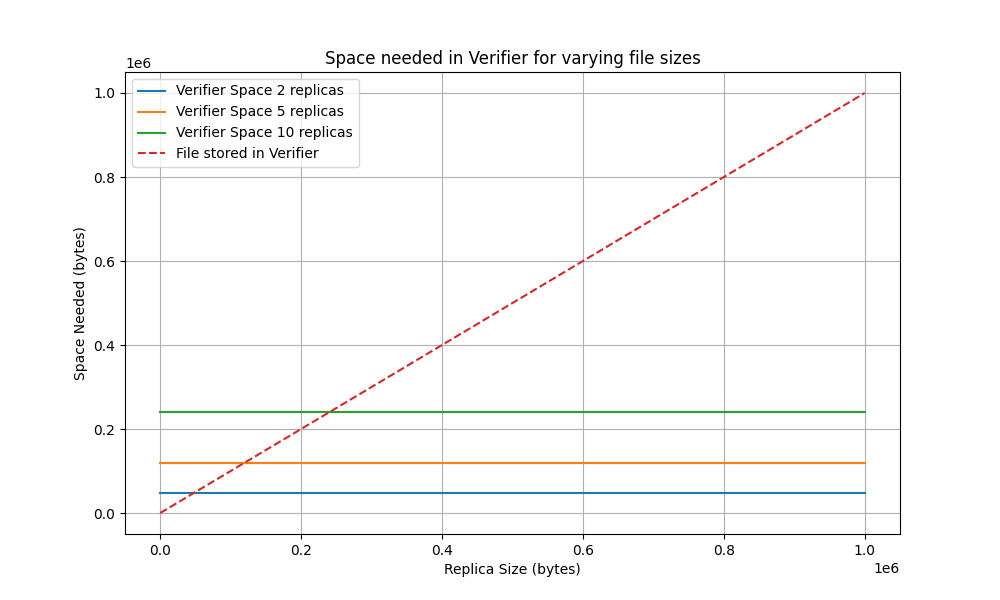 Space needed in Verifier for varying file sizes
1e6
Verifier Space 2 replicas
Verifier Space 5 replicas
Verifier Space 10 replicas
File stored in Verifier
1.0
0.8
0.6
0.4
0.2
0.0
Space Needed (bytes)
0.0 0.2 0.4 0.6 0.8 1.0
Replica Size (bytes)
1e6